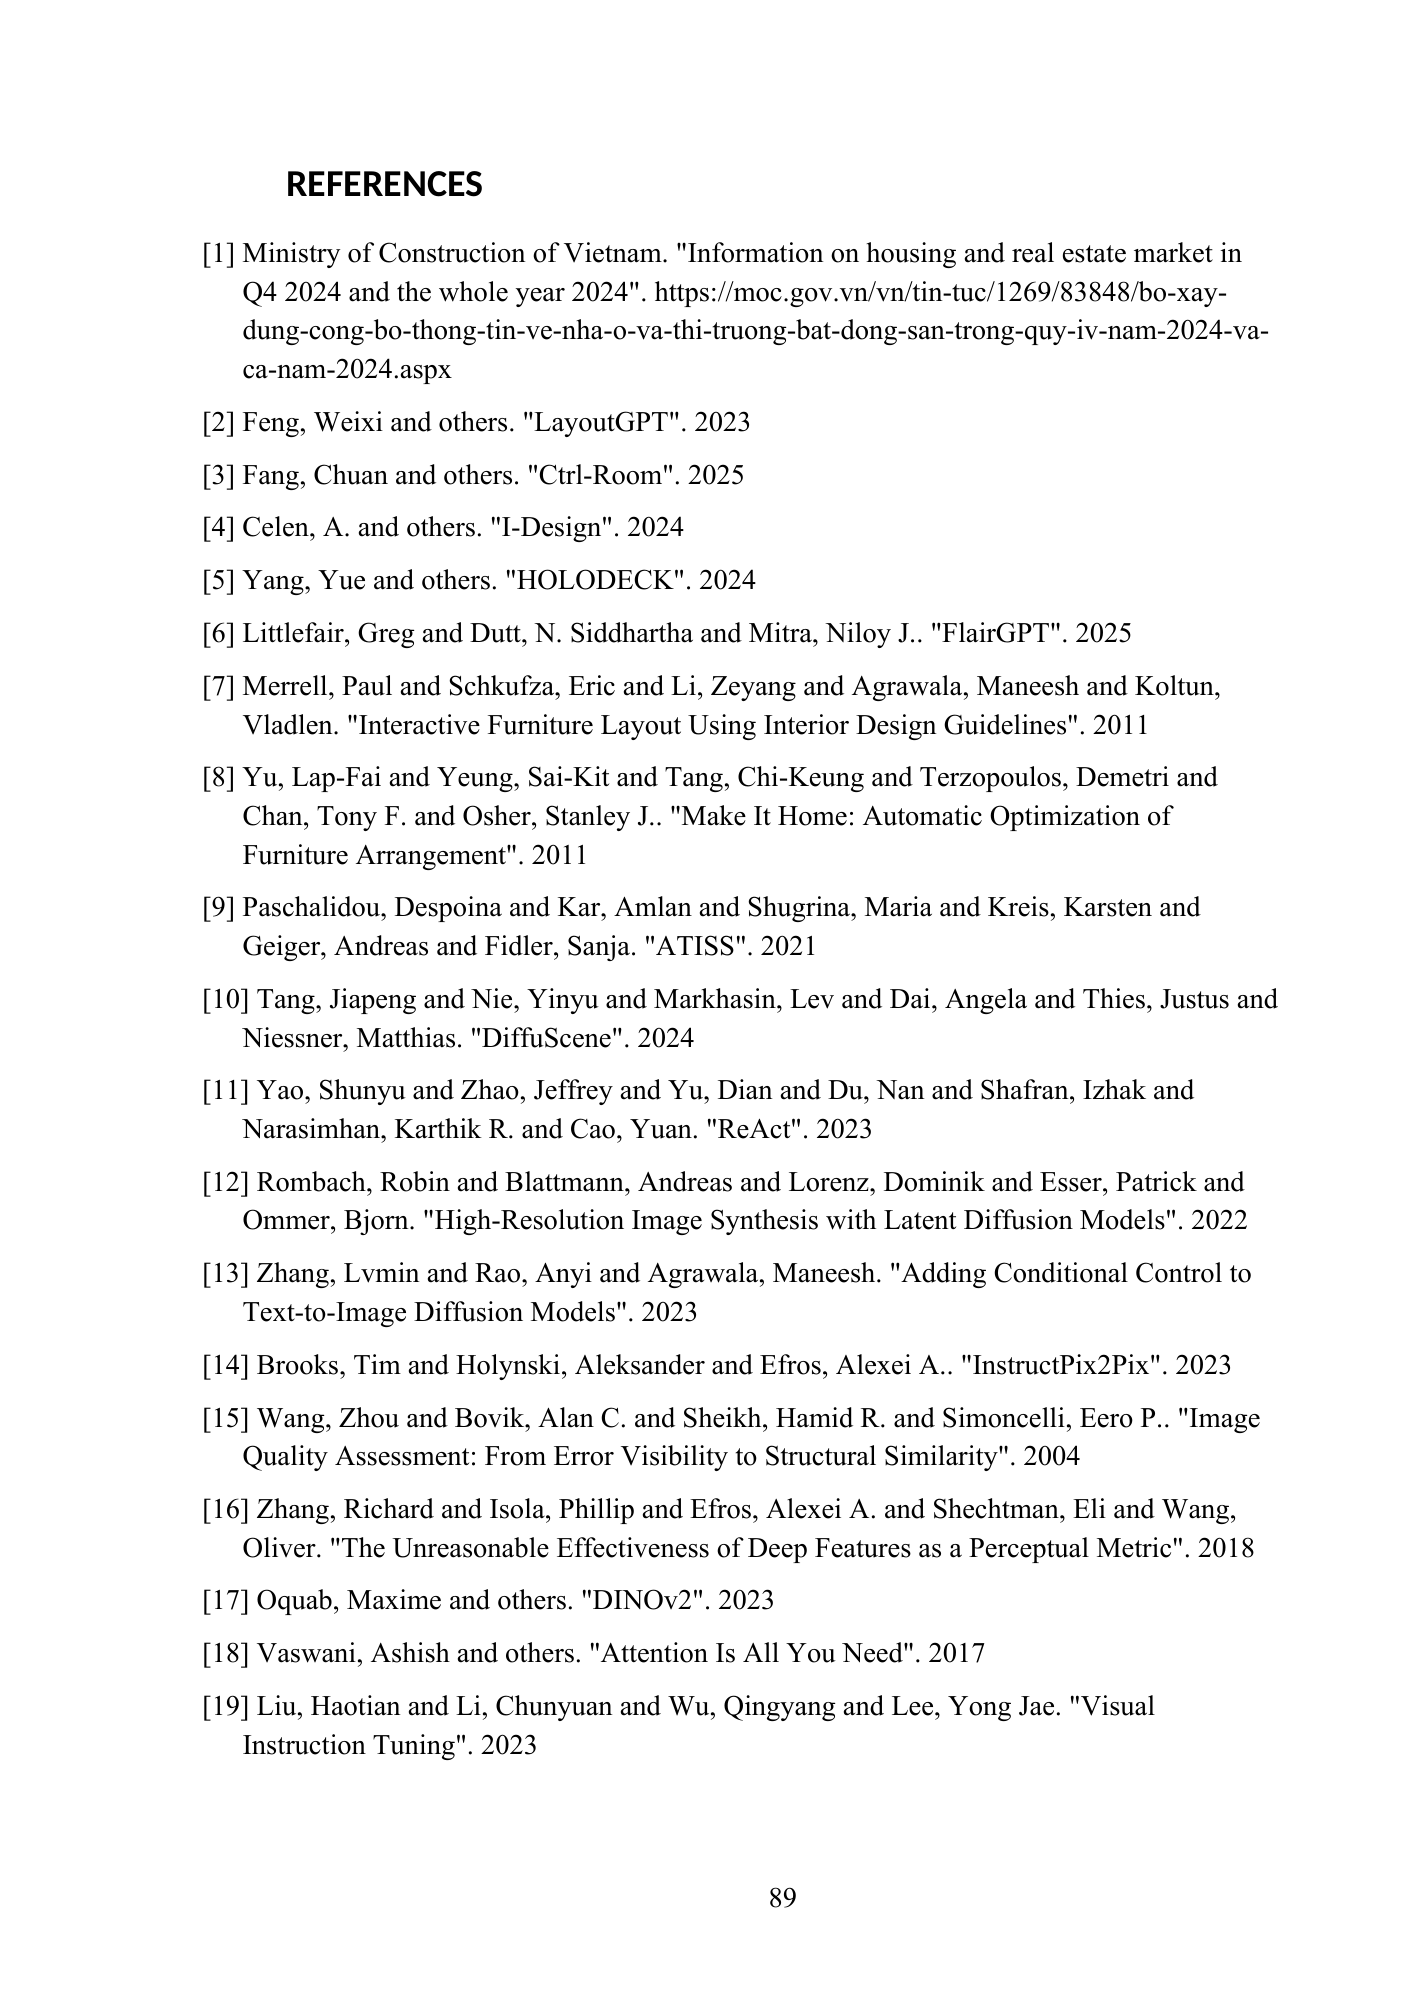 REFERENCES
[1] Ministry of Construction of Vietnam. "Information on housing and real estate market in
Q4 2024 and the whole year 2024". https://moc.gov.vn/vn/tin-tuc/1269/83848/bo-xay-
dung-cong-bo-thong-tin-ve-nha-o-va-thi-truong-bat-dong-san-trong-quy-iv-nam-2024-va-
ca-nam-2024.aspx
[2] Feng, Weixi and others. "LayoutGPT". 2023
[3] Fang, Chuan and others. "Ctrl-Room". 2025
[4] Celen, A. and others. "I-Design". 2024
[5] Yang, Yue and others. "HOLODECK". 2024
[6] Littlefair, Greg and Dutt, N. Siddhartha and Mitra, Niloy J.. "FlairGPT". 2025
[7] Merrell, Paul and Schkufza, Eric and Li, Zeyang and Agrawala, Maneesh and Koltun,
Vladlen. "Interactive Furniture Layout Using Interior Design Guidelines". 2011
[8] Yu, Lap-Fai and Yeung, Sai-Kit and Tang, Chi-Keung and Terzopoulos, Demetri and
Chan, Tony F. and Osher, Stanley J.. "Make It Home: Automatic Optimization of
Furniture Arrangement". 2011
[9] Paschalidou, Despoina and Kar, Amlan and Shugrina, Maria and Kreis, Karsten and
Geiger, Andreas and Fidler, Sanja. "ATISS". 2021
[10] Tang, Jiapeng and Nie, Yinyu and Markhasin, Lev and Dai, Angela and Thies, Justus and
Niessner, Matthias. "DiffuScene". 2024
[11] Yao, Shunyu and Zhao, Jeffrey and Yu, Dian and Du, Nan and Shafran, Izhak and
Narasimhan, Karthik R. and Cao, Yuan. "ReAct". 2023
[12] Rombach, Robin and Blattmann, Andreas and Lorenz, Dominik and Esser, Patrick and
Ommer, Bjorn. "High-Resolution Image Synthesis with Latent Diffusion Models". 2022
[13] Zhang, Lvmin and Rao, Anyi and Agrawala, Maneesh. "Adding Conditional Control to
Text-to-Image Diffusion Models". 2023
[14] Brooks, Tim and Holynski, Aleksander and Efros, Alexei A.. "InstructPix2Pix". 2023
[15] Wang, Zhou and Bovik, Alan C. and Sheikh, Hamid R. and Simoncelli, Eero P.. "Image
Quality Assessment: From Error Visibility to Structural Similarity". 2004
[16] Zhang, Richard and Isola, Phillip and Efros, Alexei A. and Shechtman, Eli and Wang,
Oliver. "The Unreasonable Effectiveness of Deep Features as a Perceptual Metric". 2018
[17] Oquab, Maxime and others. "DINOv2". 2023
[18] Vaswani, Ashish and others. "Attention Is All You Need". 2017
[19] Liu, Haotian and Li, Chunyuan and Wu, Qingyang and Lee, Yong Jae. "Visual
Instruction Tuning". 2023
89